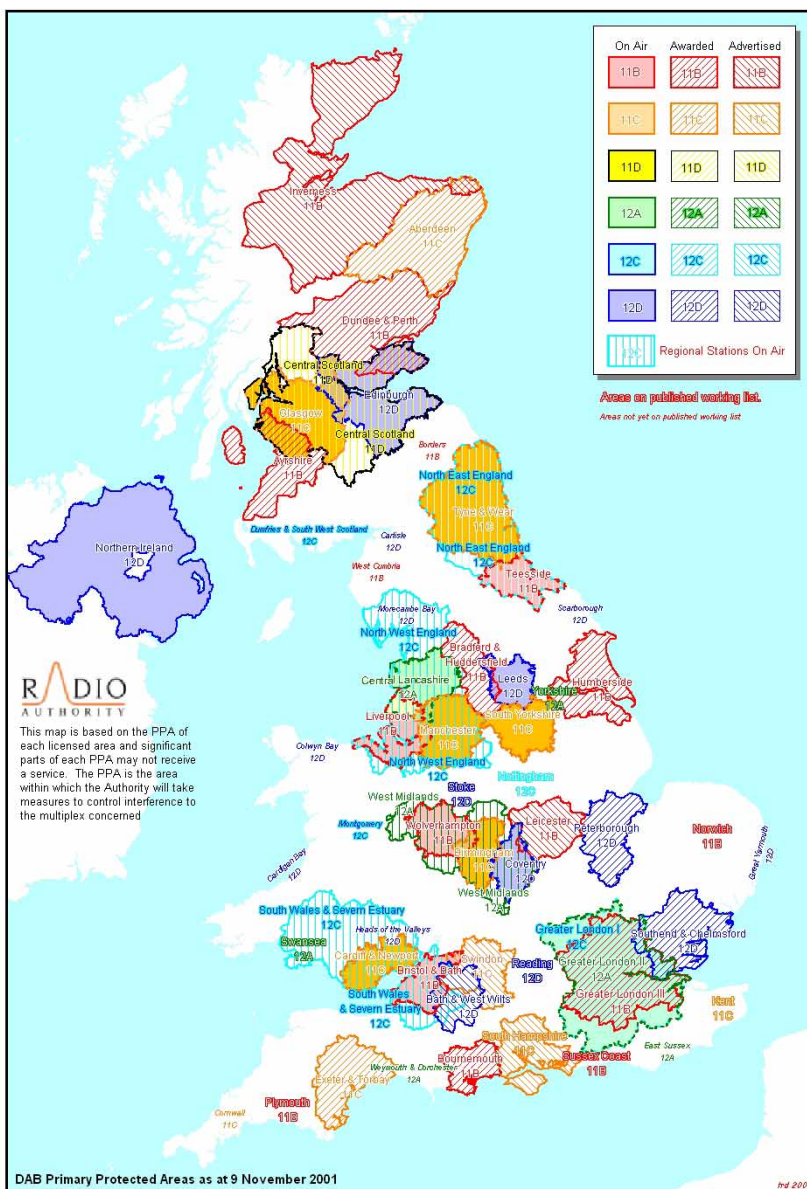 On Air Awarded Advertised
11B 11B 11B
11C 11C 11C
11D 11D 11D
12A 12A 12A
12C 12C 12C
12D 12D 12D
12C Regional Stations On Air
Areas on published working list.
Areas not yet on published working list
Inverness
11B
Aberdeen
11C
Dundee & Perth
11B
Central Scotland
11D
Edinburgh
12D
Glasgow
11C
Central Scotland
11D
Ayrshire
11B
Borders
11B
North East England
12C
Tyne & Wear
11C
North East England
12C
Teesside
11B
Dumfries & South West Scotland
12C
Carlisle
12D
West Cumbria
11B
Northern Ireland
12D
Morecambe Bay
12D
Scarborough
12D
North West England
12C
Bradford &
Huddersfield
11B
Leeds
12D
Humberside
11B
Yorkshire
12A
Central Lancashire
12A
Liverpool
11B
Manchester
11C
South Yorkshire
11C
North West England
12C
Colwyn Bay
12D
Nottingham
12C
Stoke
12D
RADIO
AUTHORITY
This map is based on the PPA of
each licensed area and significant
parts of each PPA may not receive
a service. The PPA is the area
within which the Authority will take
measures to control interference to
the multiplex concerned
West Midlands
12A
Montgomery
12C
Wolverhampton
11B
Leicester
11B
Peterborough
12D
Norwich
11B
Great Yarmouth
12D
Birmingham
11C
Coventry
12D
West Midlands
12A
Cardigan Bay
12D
South Wales & Severn Estuary
12C
Heads of the Valleys
12D
Swansea
12A
Cardiff & Newport
11C
Bristol & Bath
11B
Swindon
11C
Reading
12D
Bath & West Wilts
12D
South Wales
& Severn Estuary
12C
Greater London I
12C
Southend & Chelmsford
12D
Greater London II
12A
Greater London III
11B
Kent
11C
East Sussex
12A
South Hampshire
11C
Sussex Coast
11B
Bournemouth
11B
Weymouth & Dorchester
12A
Exeter & Torbay
11C
Plymouth
11B
Cornwall
11C
DAB Primary Protected Areas as at 9 November 2001